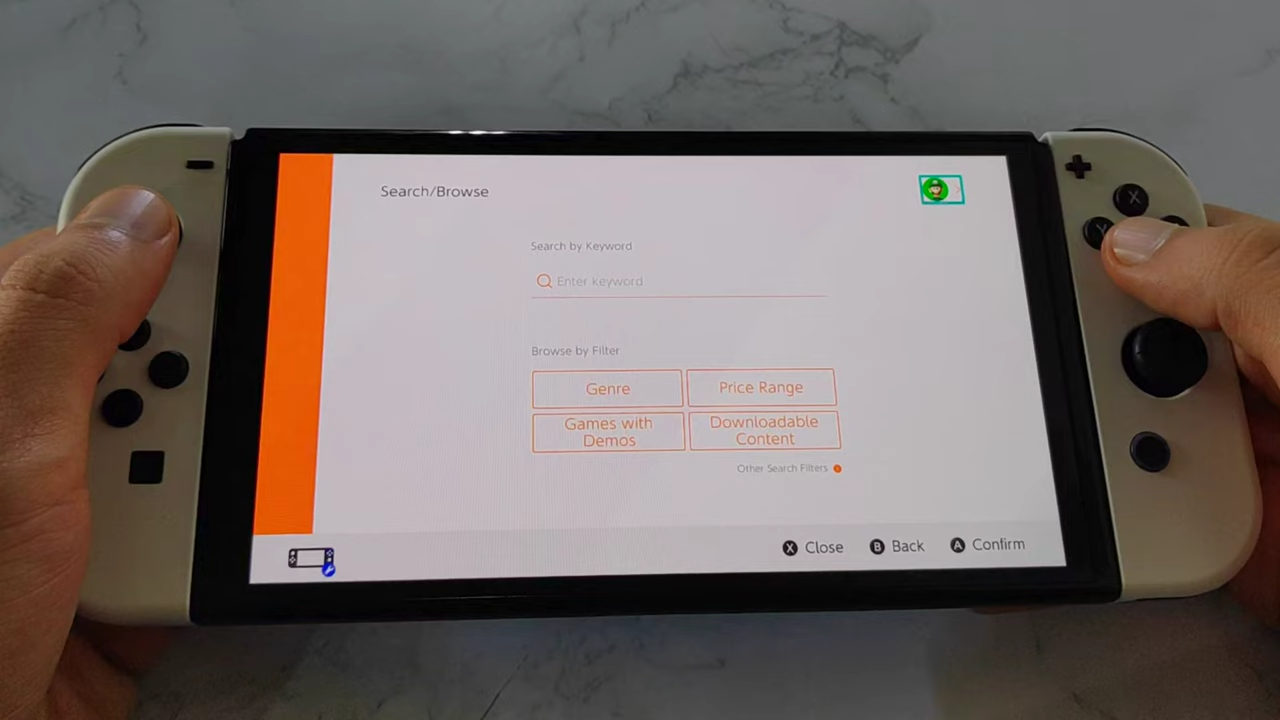 Search/Browse
Search by Keyword
Enter keyword
Browse by Filter
Genre
Price Range
Games with
Demos
Downloadable
Content
Other Search Filters
X Close
B Back
A Confirm
X
Y